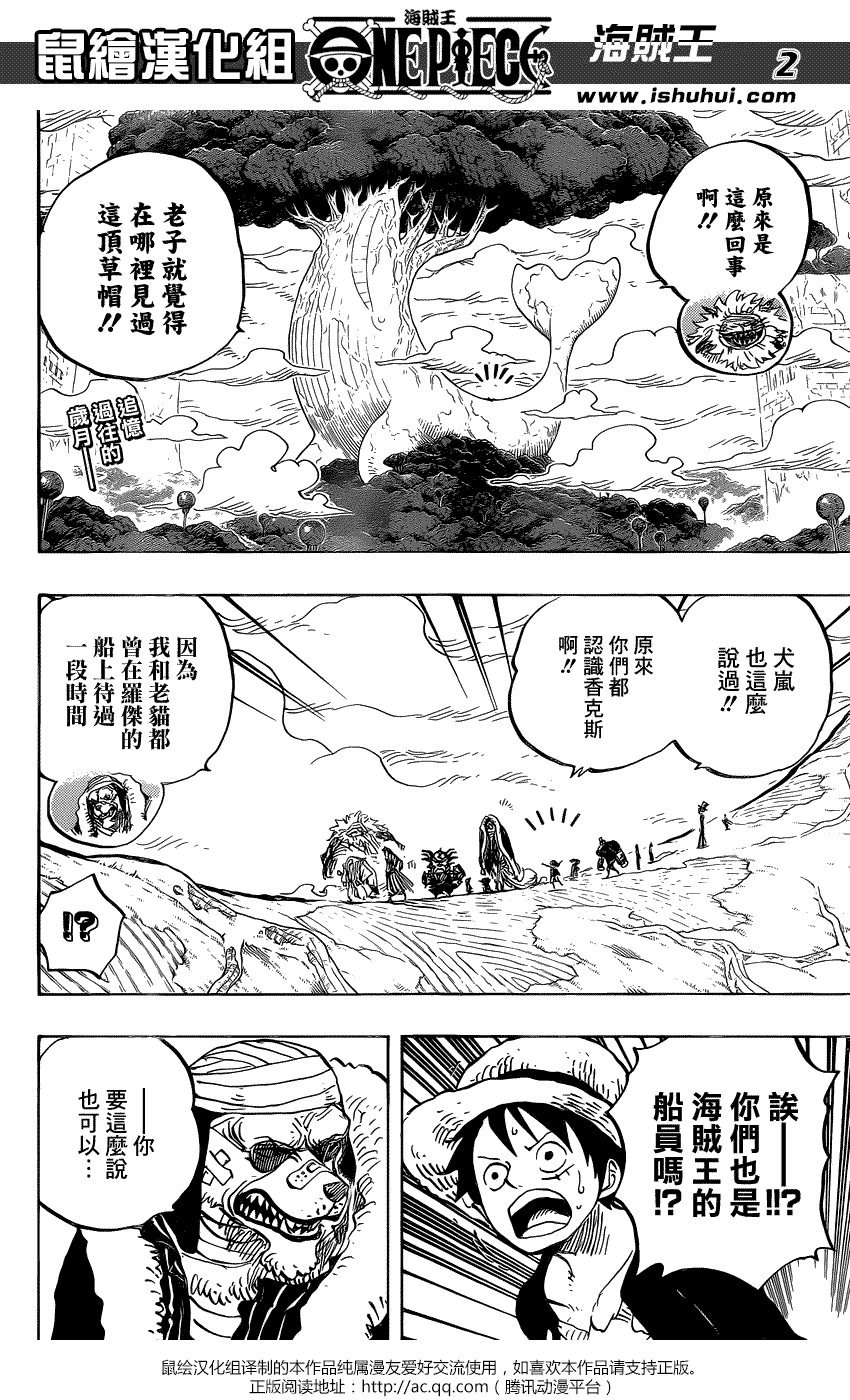 鼠繪漢化組
海賊王
ONE PIECE
海賊王
2
www.ishuhui.com
原來是
這麼回事
啊!!
老子就覺得
在哪裡見過
這頂草帽!!
追憶
過往的
歲月——
犬嵐
也這麼
說過!!
原來
你們都
認識香克斯
啊!!
因為
我和老貓都
曾在羅傑的
船上待過
一段時間
!?
誒——!!?
你們也是
海賊王的
船員嗎!?
——你
要這麼說
也可以…
鼠绘汉化组译制的本作品纯属漫友爱好交流使用，如喜欢本作品请支持正版。
正版阅读地址：http://ac.qq.com（腾讯动漫平台）